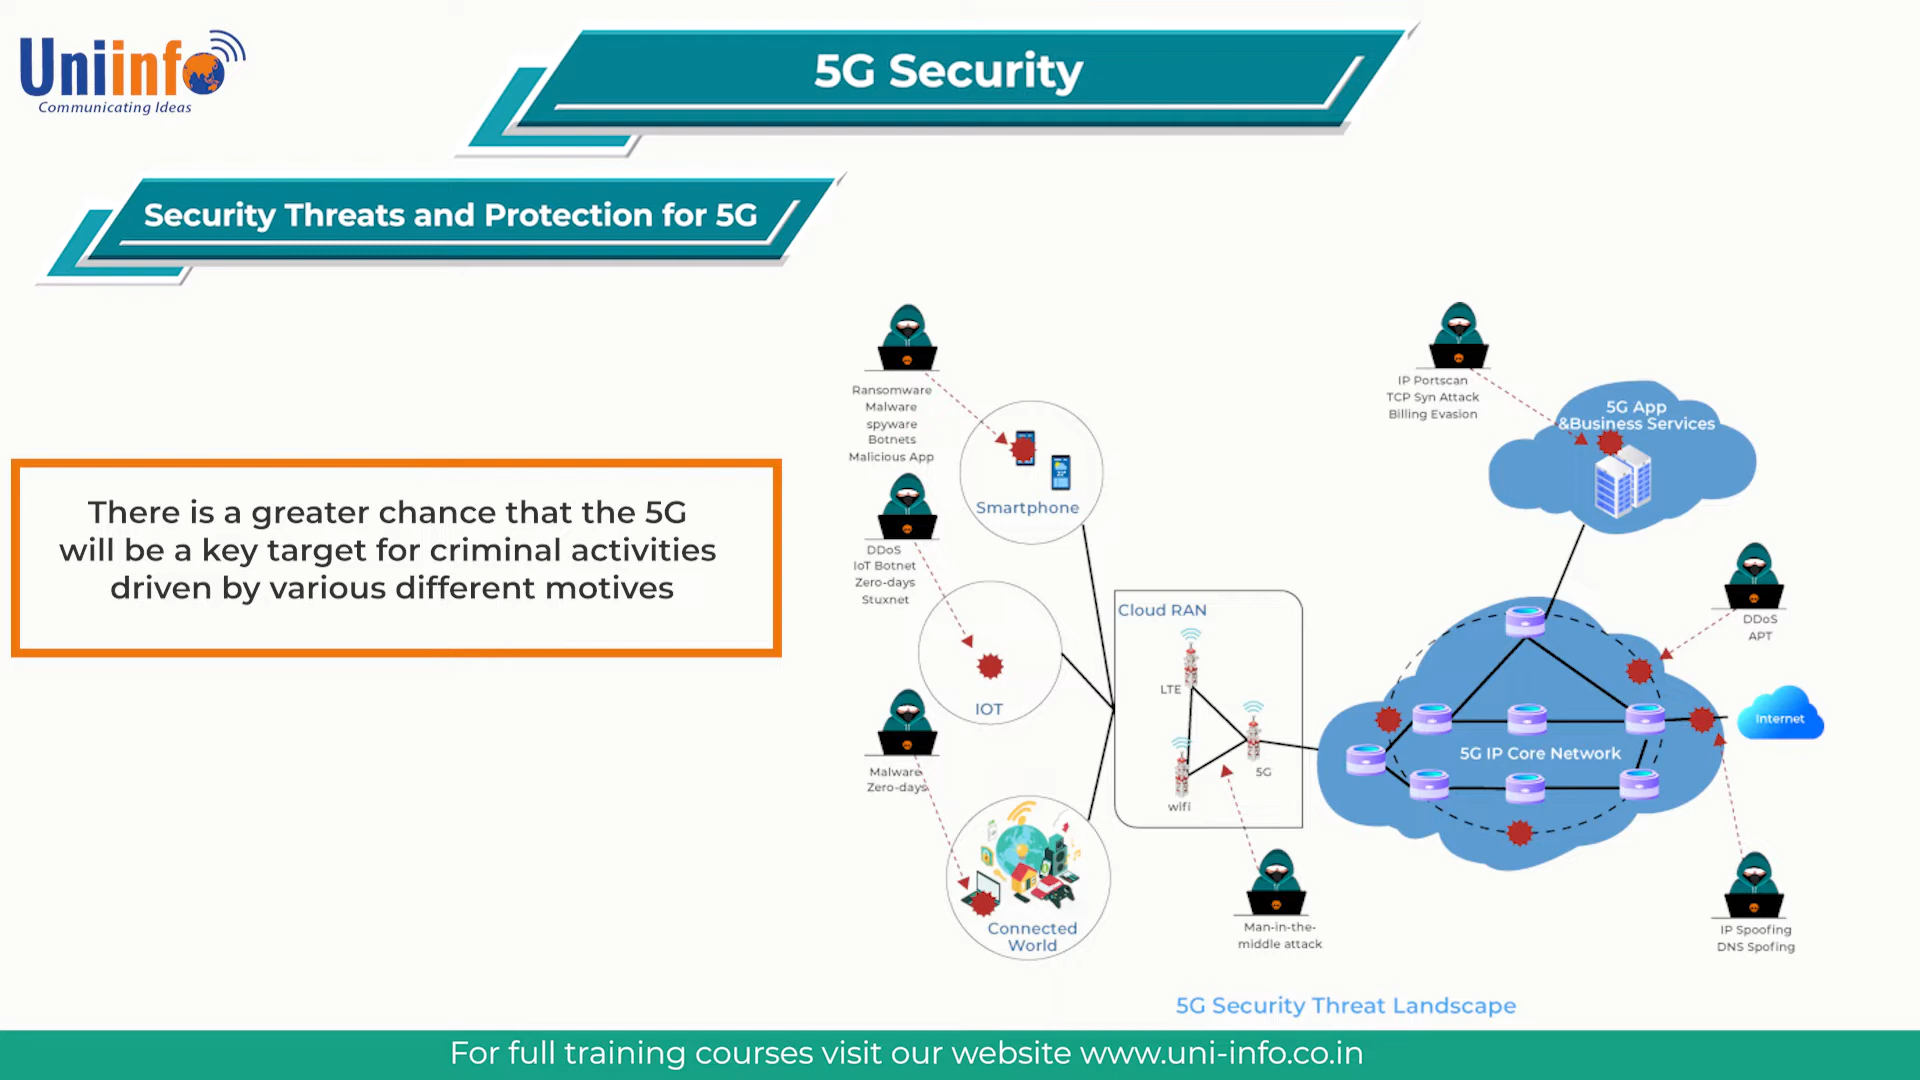 Uniinfo
Communicating Ideas
5G Security
Security Threats and Protection for 5G
There is a greater chance that the 5G
will be a key target for criminal activities
driven by various different motives
Ransomware
Malware
spyware
Botnets
Malicious App
Smartphone
DDoS
IoT Botnet
Zero-days
Stuxnet
IOT
Malware
Zero-days
Connected
World
Cloud RAN
LTE
wifi
5G
Man-in-the-
middle attack
IP Portscan
TCP Syn Attack
Billing Evasion
5G App
&Business Services
DDoS
APT
5G IP Core Network
Internet
IP Spoofing
DNS Spofing
5G Security Threat Landscape
For full training courses visit our website www.uni-info.co.in